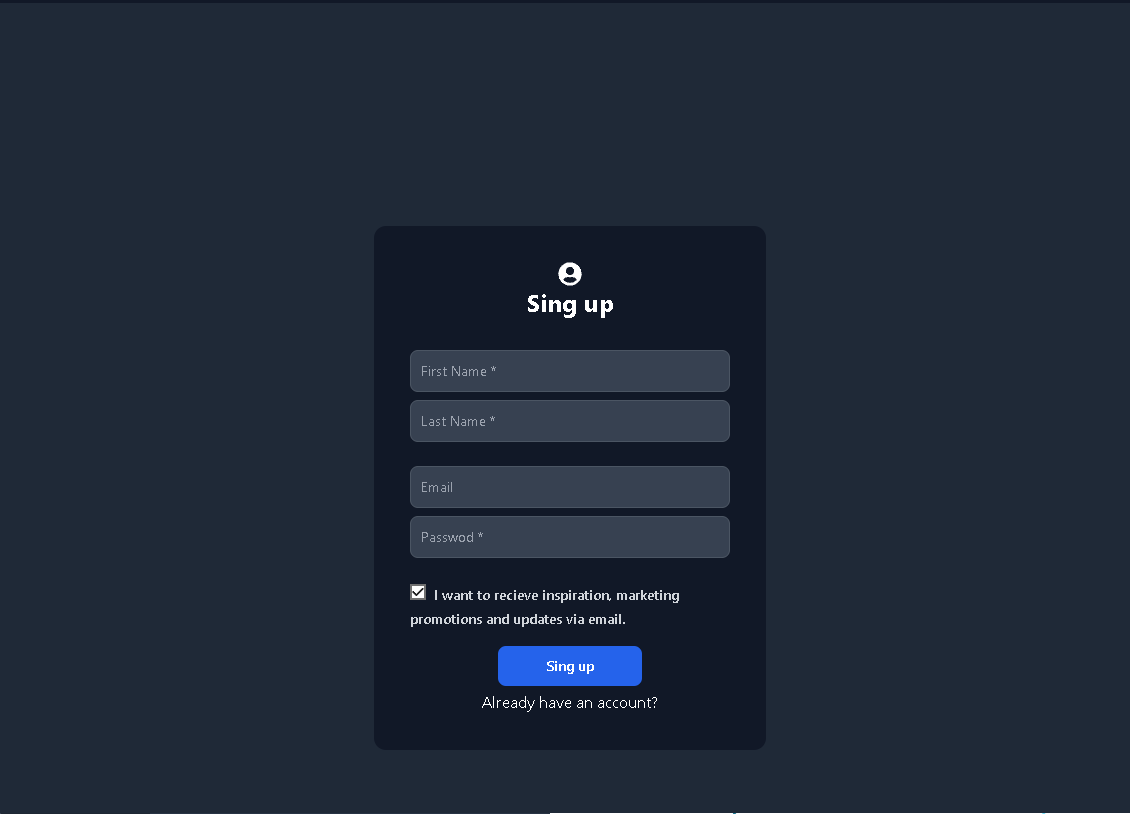 Sing up
First Name *
Last Name *
Email
Passwod *
I want to recieve inspiration, marketing
promotions and updates via email.
Sing up
Already have an account?